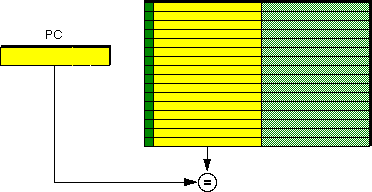 PC
=